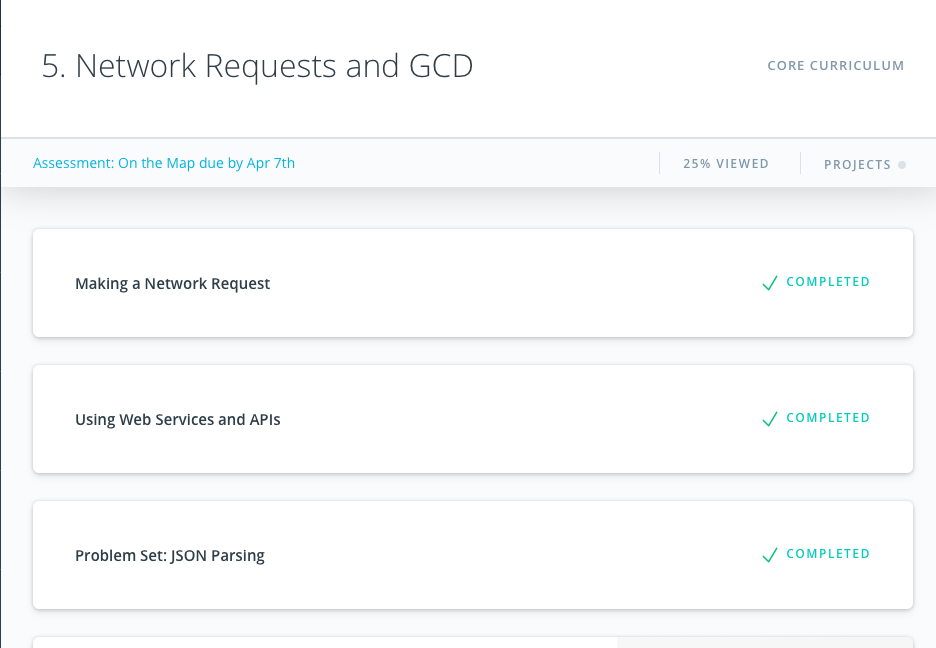 5. Network Requests and GCD
CORE CURRICULUM
Assessment: On the Map due by Apr 7th
25% VIEWED
PROJECTS
Making a Network Request
COMPLETED
Using Web Services and APIs
COMPLETED
Problem Set: JSON Parsing
COMPLETED